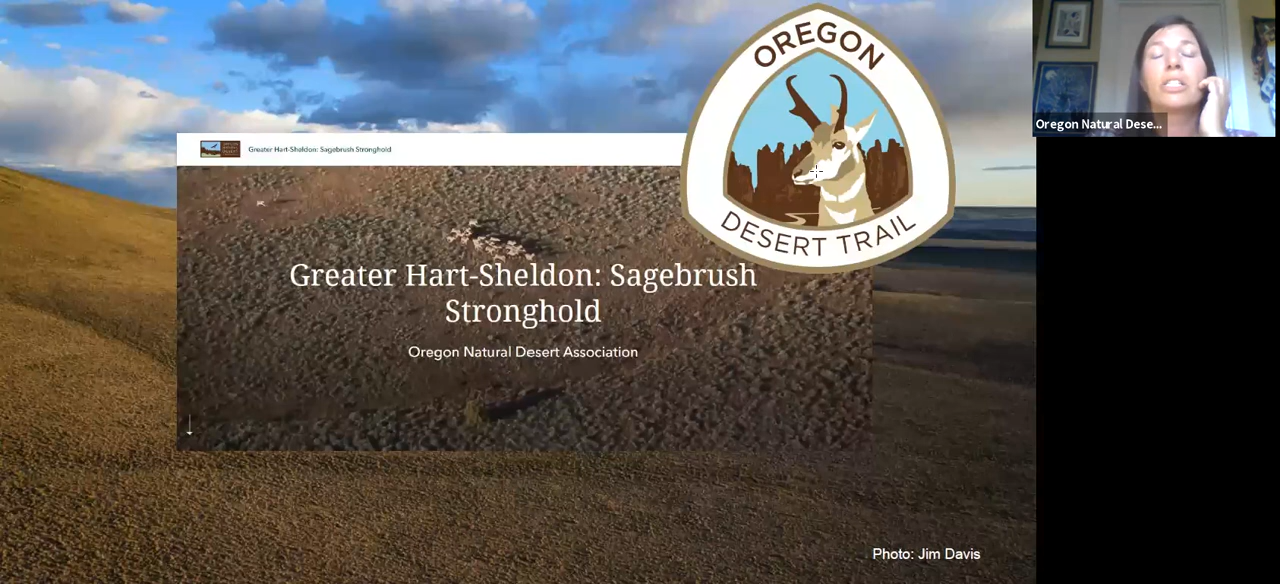 OREGON
DESERT TRAIL
Oregon Natural Dese...
Greater Hart-Sheldon: Sagebrush Stronghold
Greater Hart-Sheldon: Sagebrush
Stronghold
Oregon Natural Desert Association
Photo: Jim Davis